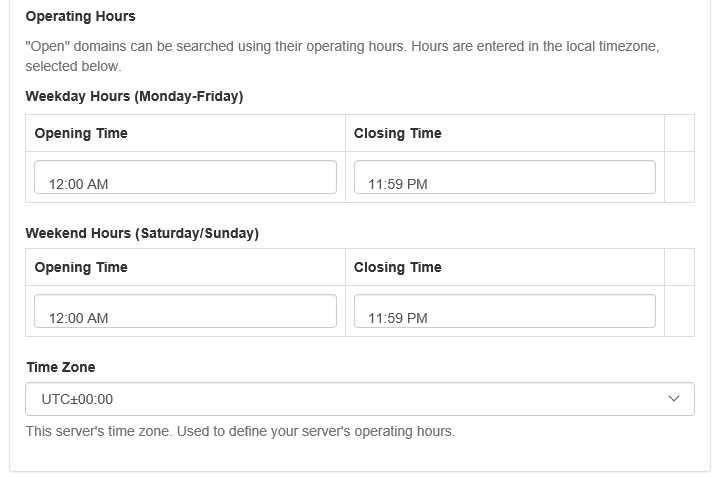 Operating Hours
"Open" domains can be searched using their operating hours. Hours are entered in the local timezone,
selected below.
Weekday Hours (Monday-Friday)
Opening Time Closing Time
12:00 AM 11:59 PM
Weekend Hours (Saturday/Sunday)
Opening Time Closing Time
12:00 AM 11:59 PM
Time Zone
UTC±00:00
This server's time zone. Used to define your server's operating hours.